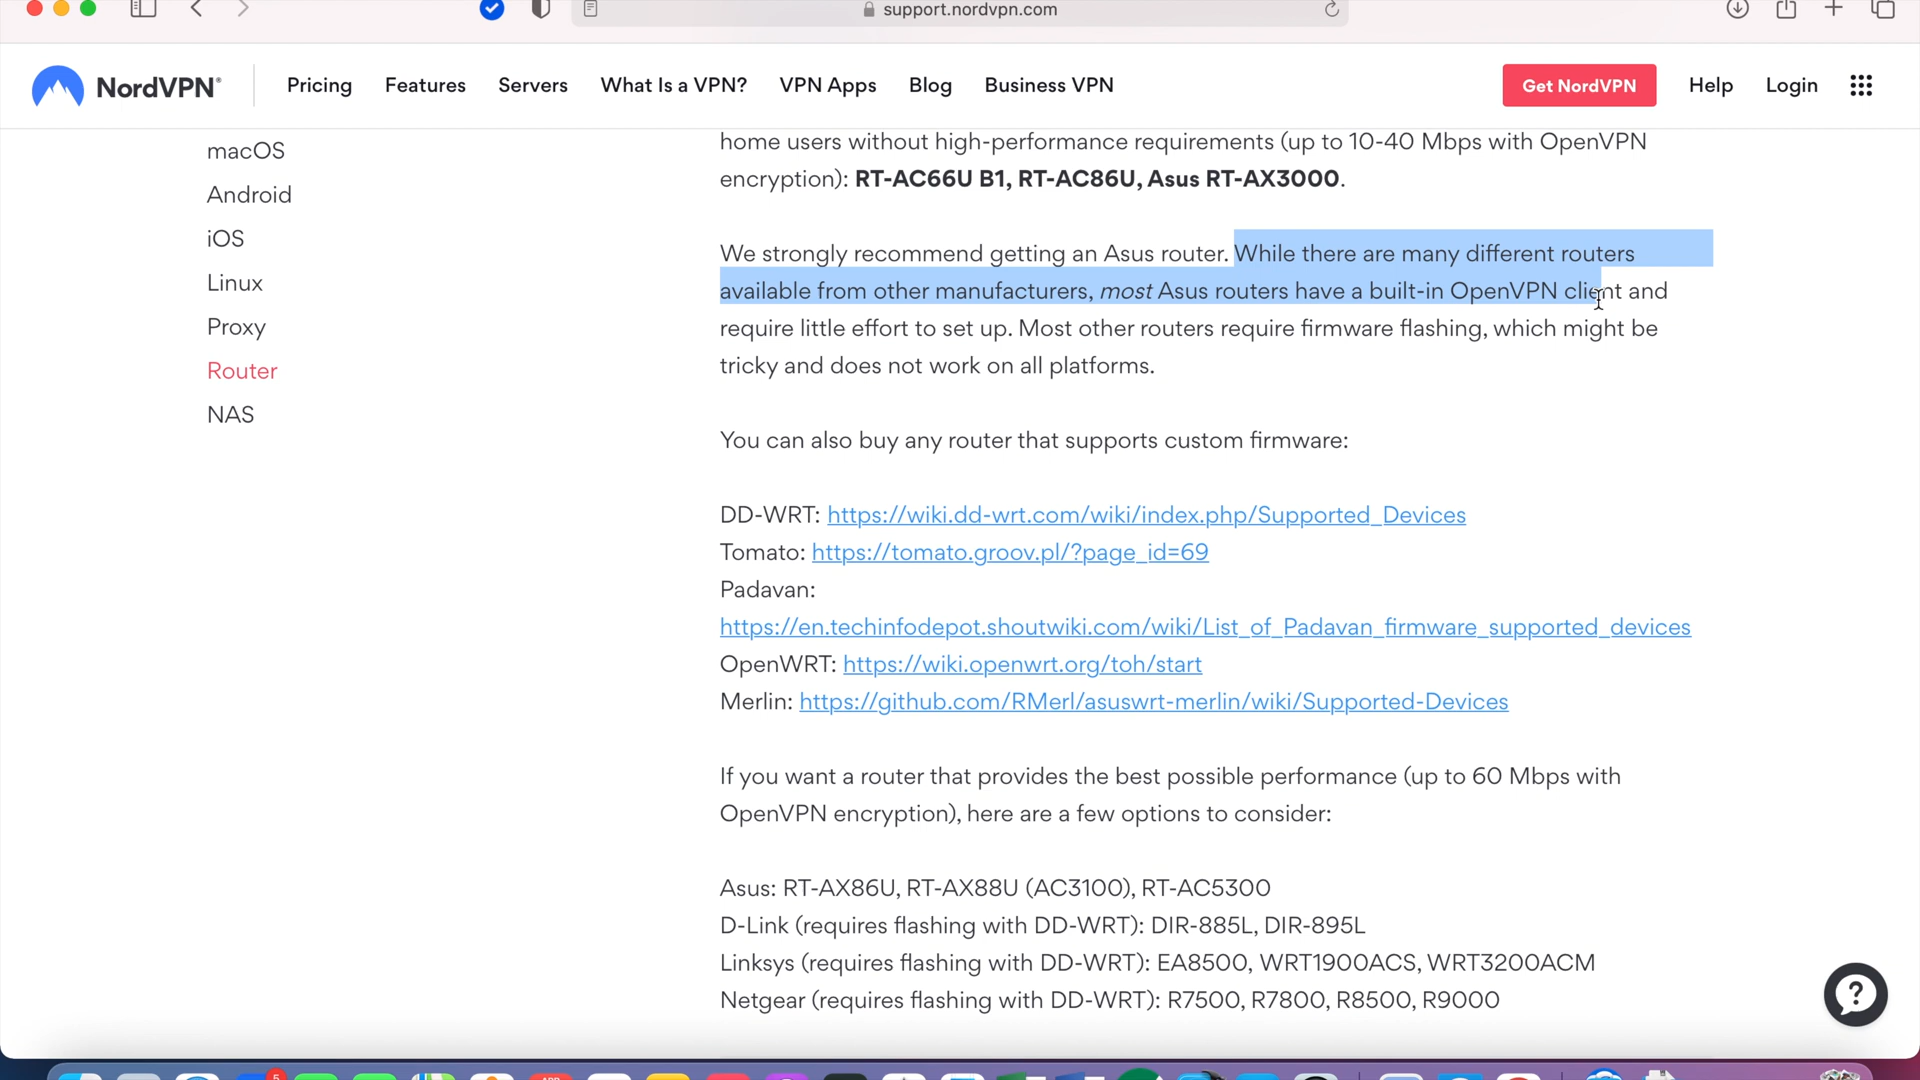 support.nordvpn.com
NordVPN®
Pricing
Features
Servers
What Is a VPN?
VPN Apps
Blog
Business VPN
Get NordVPN
Help
Login
macOS
Android
iOS
Linux
Proxy
Router
NAS
home users without high-performance requirements (up to 10-40 Mbps with OpenVPN
encryption): RT-AC66U B1, RT-AC86U, Asus RT-AX3000.
We strongly recommend getting an Asus router. While there are many different routers
available from other manufacturers, most Asus routers have a built-in OpenVPN client and
require little effort to set up. Most other routers require firmware flashing, which might be
tricky and does not work on all platforms.
You can also buy any router that supports custom firmware:
DD-WRT: https://wiki.dd-wrt.com/wiki/index.php/Supported_Devices
Tomato: https://tomato.groov.pl/?page_id=69
Padavan:
https://en.techinfodepot.shoutwiki.com/wiki/List_of_Padavan_firmware_supported_devices
OpenWRT: https://wiki.openwrt.org/toh/start
Merlin: https://github.com/RMerl/asuswrt-merlin/wiki/Supported-Devices
If you want a router that provides the best possible performance (up to 60 Mbps with
OpenVPN encryption), here are a few options to consider:
Asus: RT-AX86U, RT-AX88U (AC3100), RT-AC5300
D-Link (requires flashing with DD-WRT): DIR-885L, DIR-895L
Linksys (requires flashing with DD-WRT): EA8500, WRT1900ACS, WRT3200ACM
Netgear (requires flashing with DD-WRT): R7500, R7800, R8500, R9000
?
5